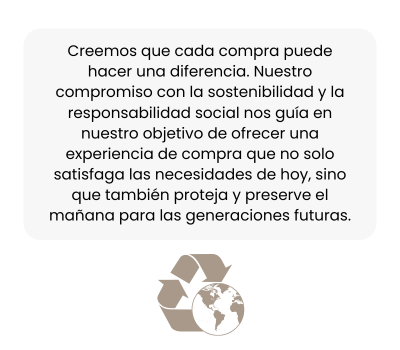 Creemos que cada compra puede
hacer una diferencia. Nuestro
compromiso con la sostenibilidad y la
responsabilidad social nos guía en
nuestro objetivo de ofrecer una
experiencia de compra que no solo
satisfaga las necesidades de hoy, sino
que también proteja y preserve el
mañana para las generaciones futuras.